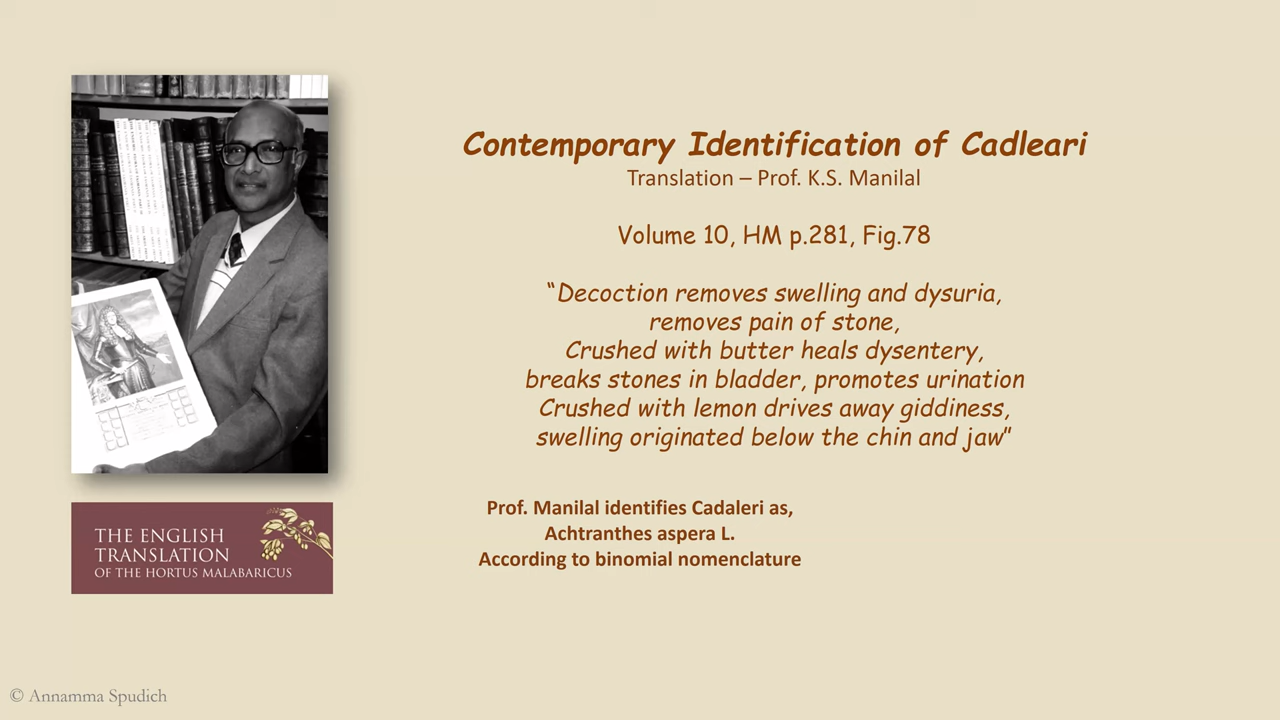 Contemporary Identification of Cadleari
Translation – Prof. K.S. Manilal
Volume 10, HM p.281, Fig.78
“Decoction removes swelling and dysuria,
removes pain of stone,
Crushed with butter heals dysentery,
breaks stones in bladder, promotes urination
Crushed with lemon drives away giddiness,
swelling originated below the chin and jaw”
Prof. Manilal identifies Cadaleri as,
Achtranthes aspera L.
According to binomial nomenclature
THE ENGLISH
TRANSLATION
OF THE HORTUS MALABARICUS
© Annamma Spudich